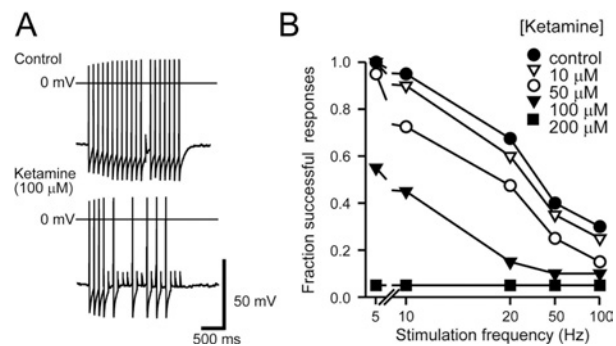 A
Control
0 mV
Ketamine
(100 µM)
0 mV
50 mV
500 ms
B
[Ketamine]
control
10 µM
50 µM
100 µM
200 µM
Fraction successful responses
1.0
0.8
0.6
0.4
0.2
0.0
5 10 20 50 100
Stimulation frequency (Hz)